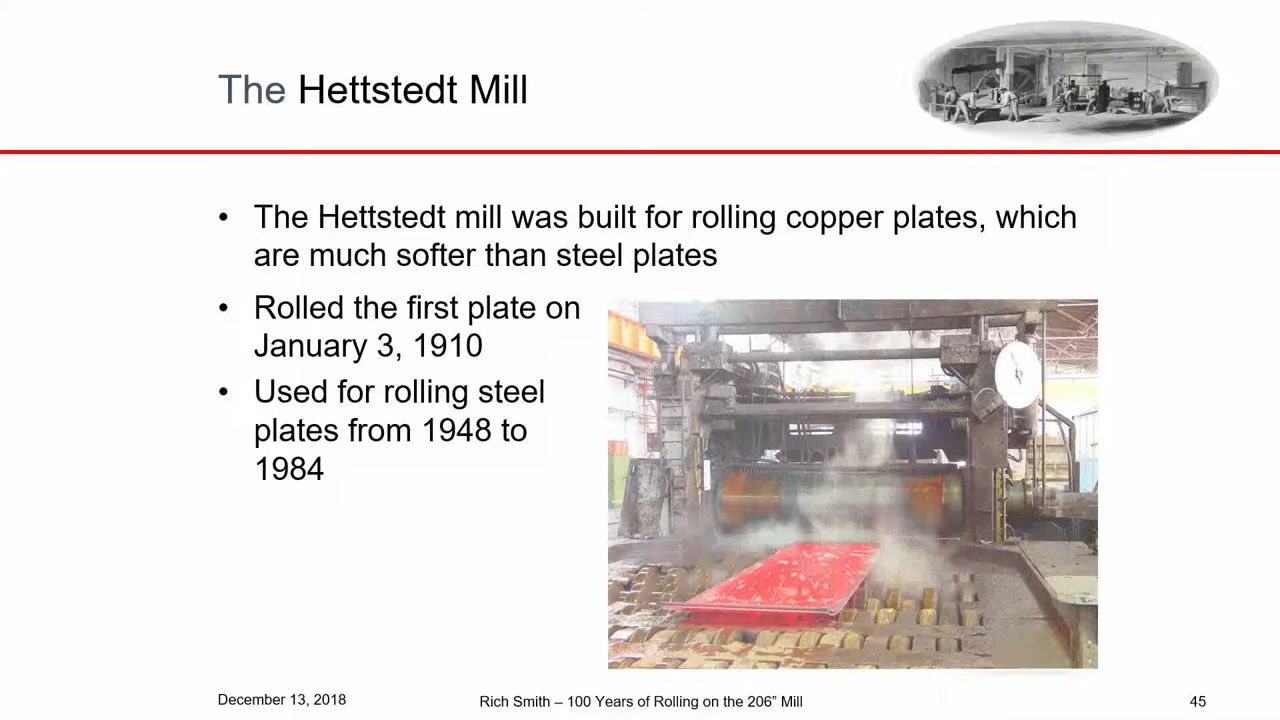 The Hettstedt Mill
• The Hettstedt mill was built for rolling copper plates, which
are much softer than steel plates
• Rolled the first plate on
January 3, 1910
• Used for rolling steel
plates from 1948 to
1984
December 13, 2018
Rich Smith – 100 Years of Rolling on the 206” Mill
45